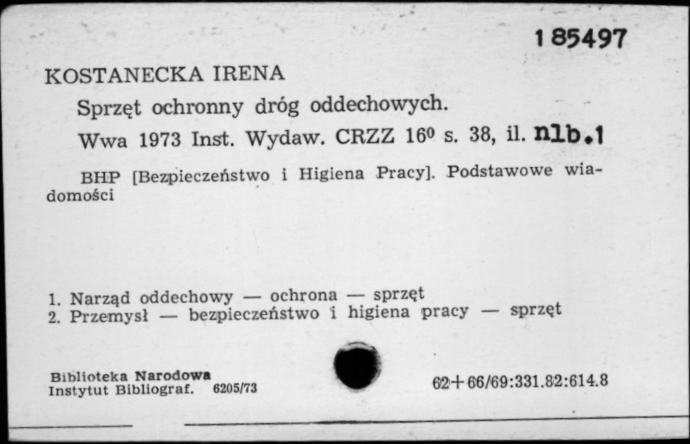 185497
KOSTANECKA IRENA
Sprzęt ochronny dróg oddechowych.
Wwa 1973 Inst. Wydaw. CRZZ 16⁰ s. 38, il. nlb.1
BHP [Bezpieczeństwo i Higiena Pracy]. Podstawowe wia-
domości
1. Narząd oddechowy — ochrona — sprzęt
2. Przemysł — bezpieczeństwo i higiena pracy — sprzęt
Biblioteka Narodowa
Instytut Bibliograf. 6205/73
62+66/69:331.82:614.8